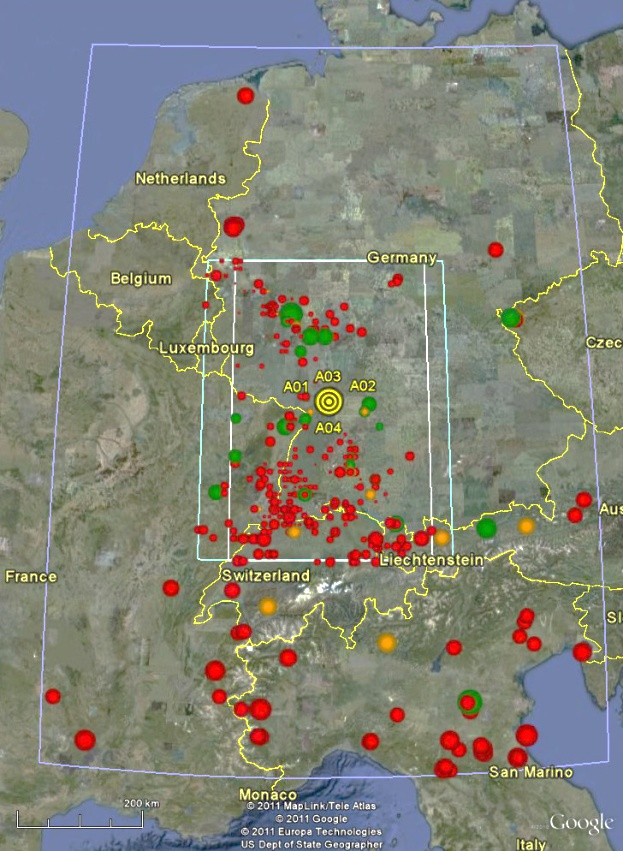 Netherlands
Germany
Belgium
Luxembourg
Czec
A01
A03
A02
A04
Aus
France
Liechtenstein
Switzerland
Sl
San Marino
Monaco
200 km
© 2011 MapLink/Tele Atlas
© 2011 Google
© 2011 Europa Technologies
US Dept of State Geographer
Google
Italy